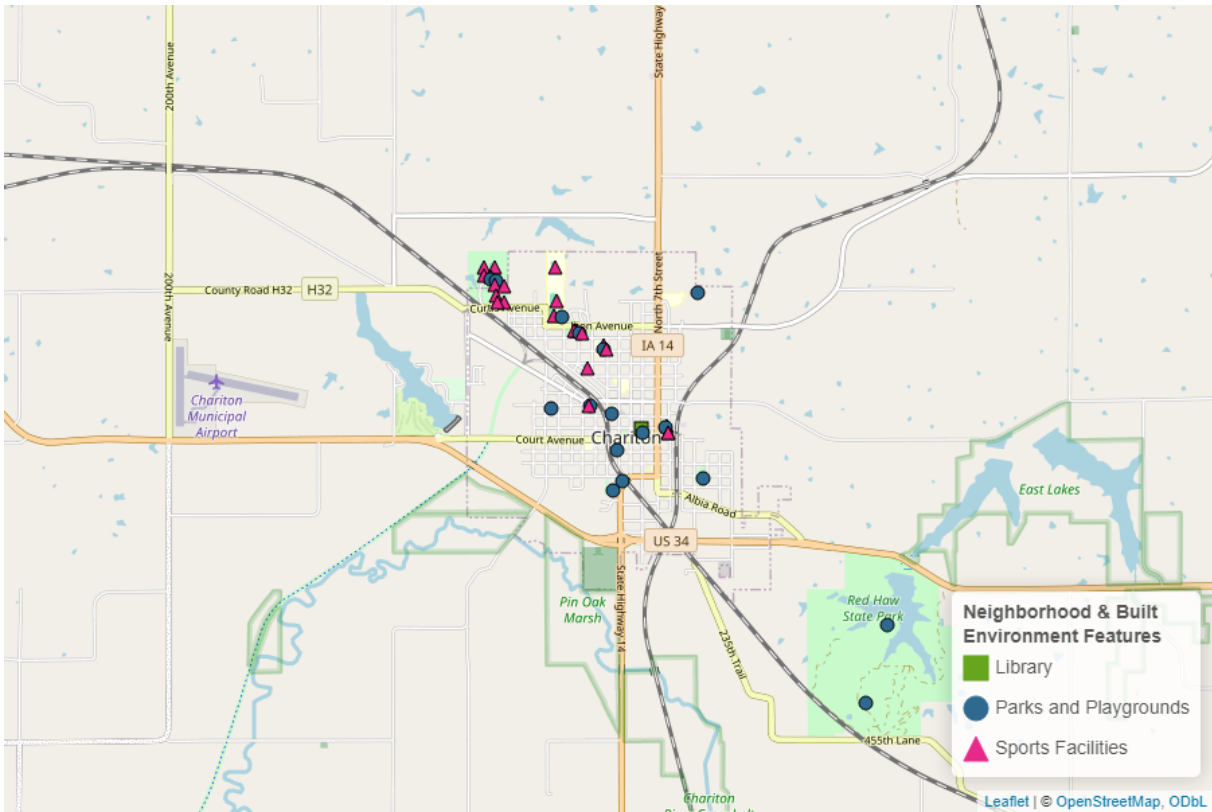 200th Avenue
State Highway
North 7th Street
200th Avenue
County Road H32
H32
Curtis Avenue
IA 14
Chariton
Municipal
Airport
Court Avenue
Chariton
Albia Road
East Lakes
US 34
Pin Oak
Marsh
State Highway 14
235th Trail
Red Haw
State Park
455th Lane
Chariton
Neighborhood & Built
Environment Features
Library
Parks and Playgrounds
Sports Facilities
Leaflet | © OpenStreetMap, ODbL